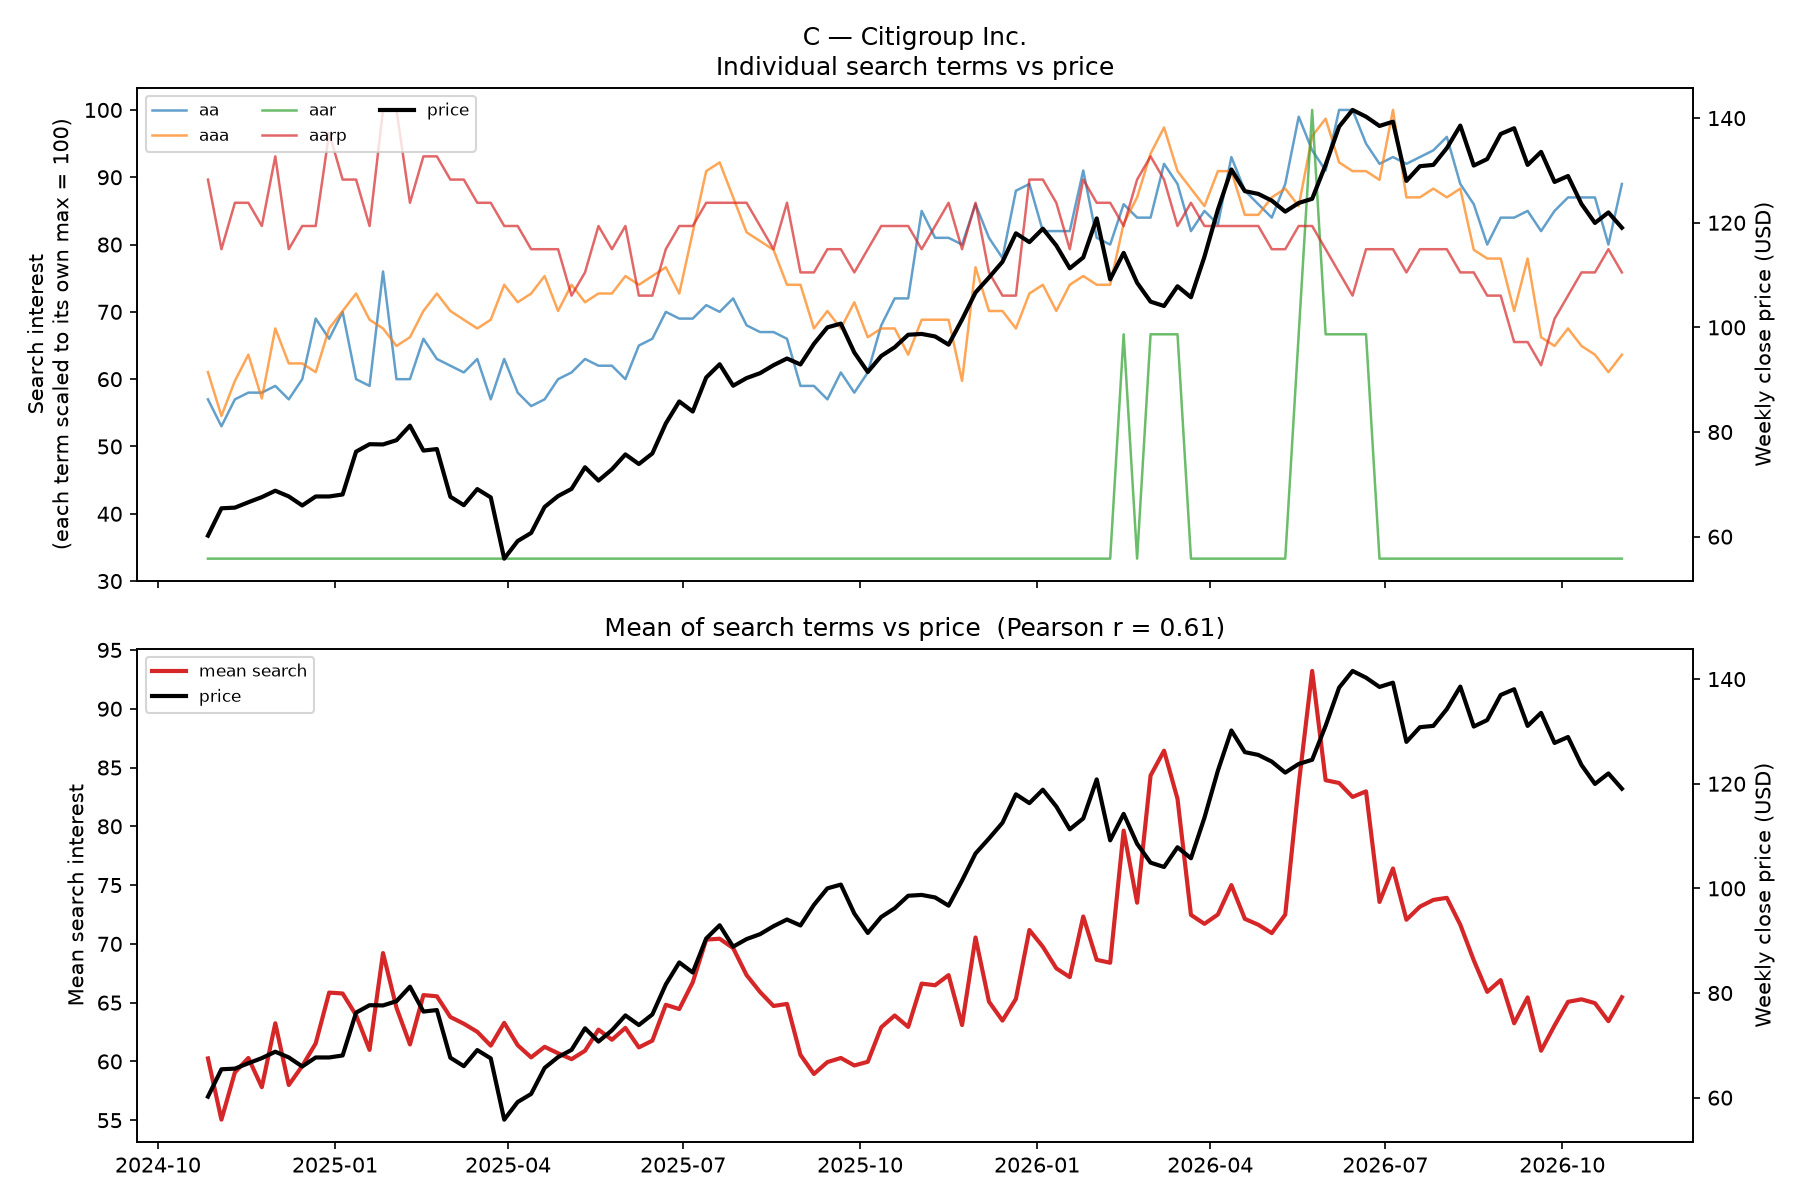 C — Citigroup Inc.
Individual search terms vs price
aa
aaa
aar
aarp
price
Search interest
(each term scaled to its own max = 100)
100
90
80
70
60
50
40
30
140
120
100
80
60
Weekly close price (USD)
Mean of search terms vs price (Pearson r = 0.61)
mean search
price
Mean search interest
95
90
85
80
75
70
65
60
55
140
120
100
80
60
Weekly close price (USD)
2024-10
2025-01
2025-04
2025-07
2025-10
2026-01
2026-04
2026-07
2026-10